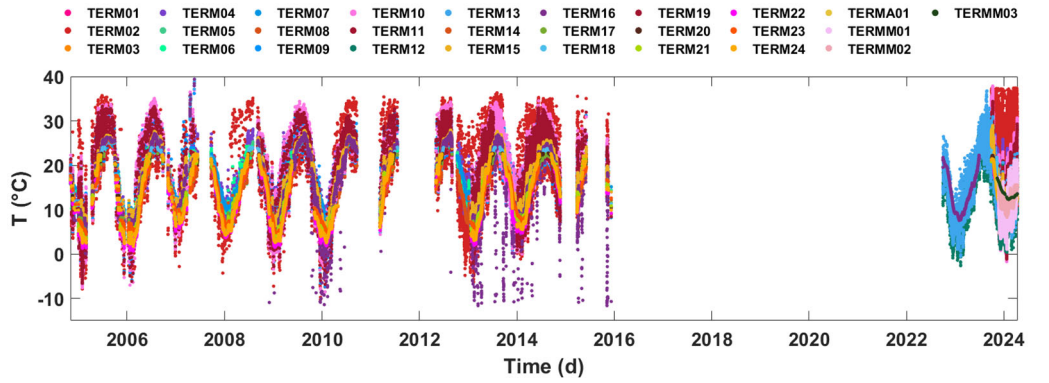 TERM01 TERM04 TERM07 TERM10 TERM13 TERM16 TERM19 TERM22 TERMA01 TERMM03
TERM02 TERM05 TERM08 TERM11 TERM14 TERM17 TERM20 TERM23 TERMM01
TERM03 TERM06 TERM09 TERM12 TERM15 TERM18 TERM21 TERM24 TERMM02
40
30
20
10
0
-10
T (°C)
2006 2008 2010 2012 2014 2016 2018 2020 2022 2024
Time (d)